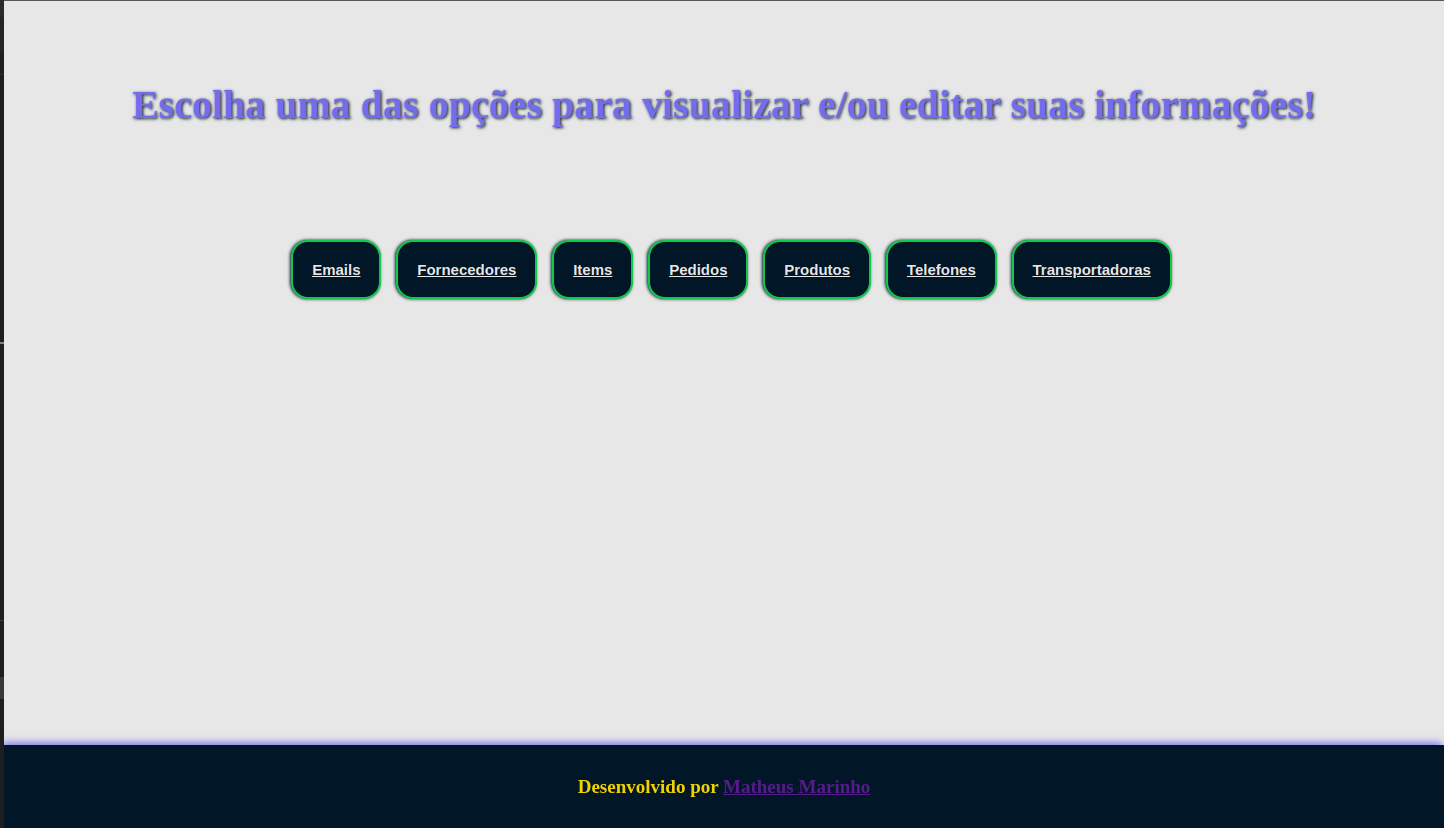 Escolha uma das opções para visualizar e/ou editar suas informações!
Emails Fornecedores Items Pedidos Produtos Telefones Transportadoras
Desenvolvido por Matheus Marinho